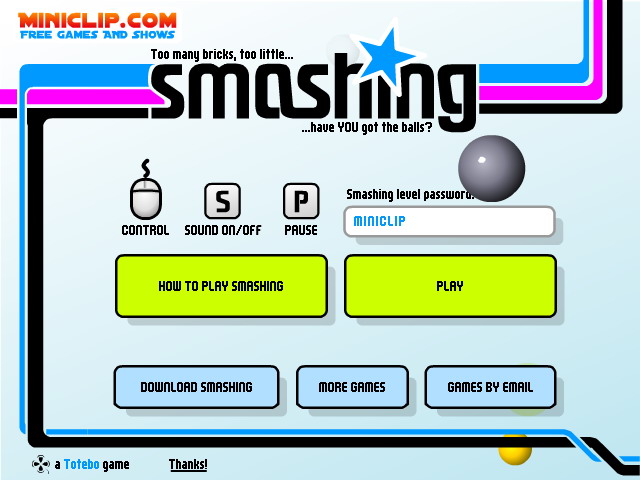 MINICLIP.COM
FREE GAMES AND SHOWS
Too many bricks, too little...
smashing
...have YOU got the balls?
Smashing level password:
S
P
MINICLIP
CONTROL
SOUND ON/OFF
PAUSE
HOW TO PLAY SMASHING
PLAY
DOWNLOAD SMASHING
MORE GAMES
GAMES BY EMAIL
a Totebo game
Thanks!